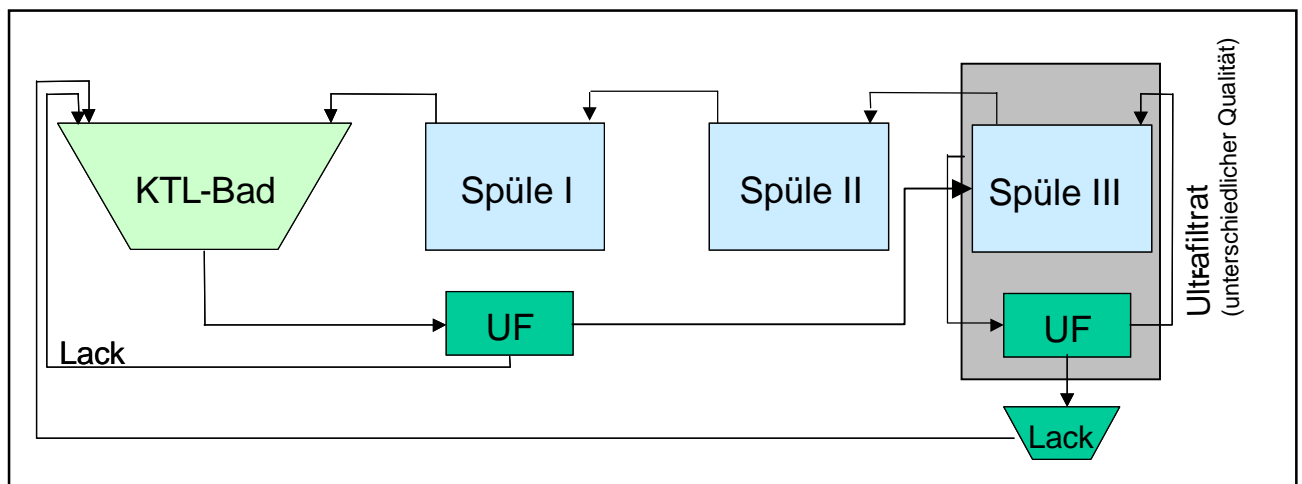 KTL-Bad
Spüle I
Spüle II
Spüle III
Ultrafiltrat
(unterschiedlicher Qualität)
UF
UF
Lack
Lack